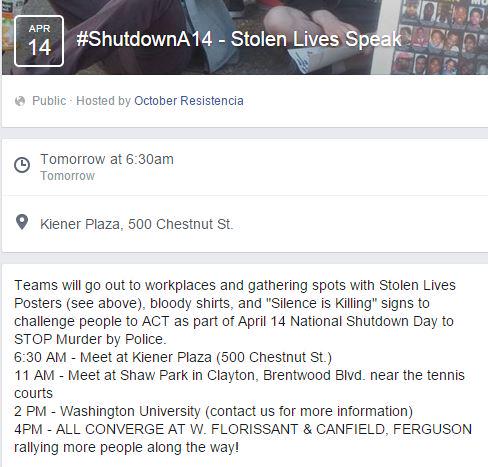 APR
14
#ShutdownA14 - Stolen Lives Speak
Public · Hosted by October Resistencia
Tomorrow at 6:30am
Tomorrow
Kiener Plaza, 500 Chestnut St.
Teams will go out to workplaces and gathering spots with Stolen Lives
Posters (see above), bloody shirts, and "Silence is Killing" signs to
challenge people to ACT as part of April 14 National Shutdown Day to
STOP Murder by Police.
6:30 AM - Meet at Kiener Plaza (500 Chestnut St.)
11 AM - Meet at Shaw Park in Clayton, Brentwood Blvd. near the tennis
courts
2 PM - Washington University (contact us for more information)
4PM - ALL CONVERGE AT W. FLORISSANT & CANFIELD, FERGUSON
rallying more people along the way!